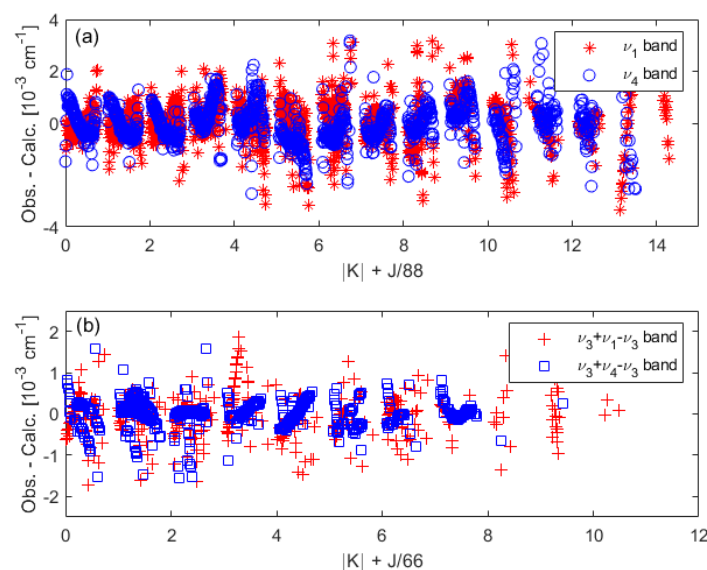 (a)
ν₁ band
ν₄ band
4
2
0
-2
-4
Obs. - Calc. [10⁻³ cm⁻¹]
0 2 4 6 8 10 12 14
|K| + J/88
(b)
ν₃+ν₁-ν₃ band
ν₃+ν₄-ν₃ band
2
1
0
-1
-2
Obs. - Calc. [10⁻³ cm⁻¹]
0 2 4 6 8 10 12
|K| + J/66